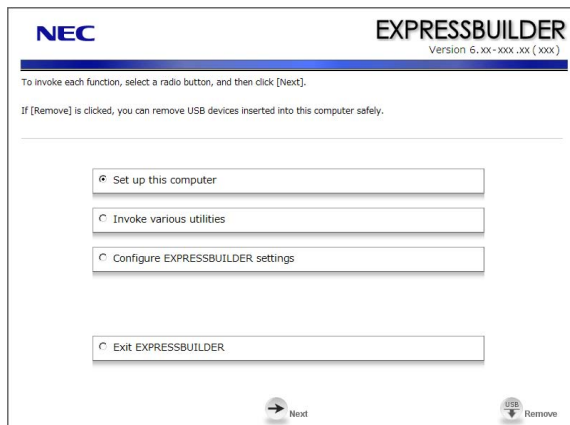 NEC
EXPRESSBUILDER
Version 6.xx-xxx.xx (xxx)
To invoke each function, select a radio button, and then click [Next].
If [Remove] is clicked, you can remove USB devices inserted into this computer safely.
Set up this computer
Invoke various utilities
Configure EXPRESSBUILDER settings
Exit EXPRESSBUILDER
Next
USB
Remove